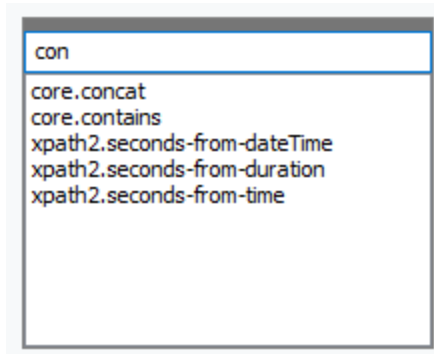 con
core.concat
core.contains
xpath2.seconds-from-dateTime
xpath2.seconds-from-duration
xpath2.seconds-from-time